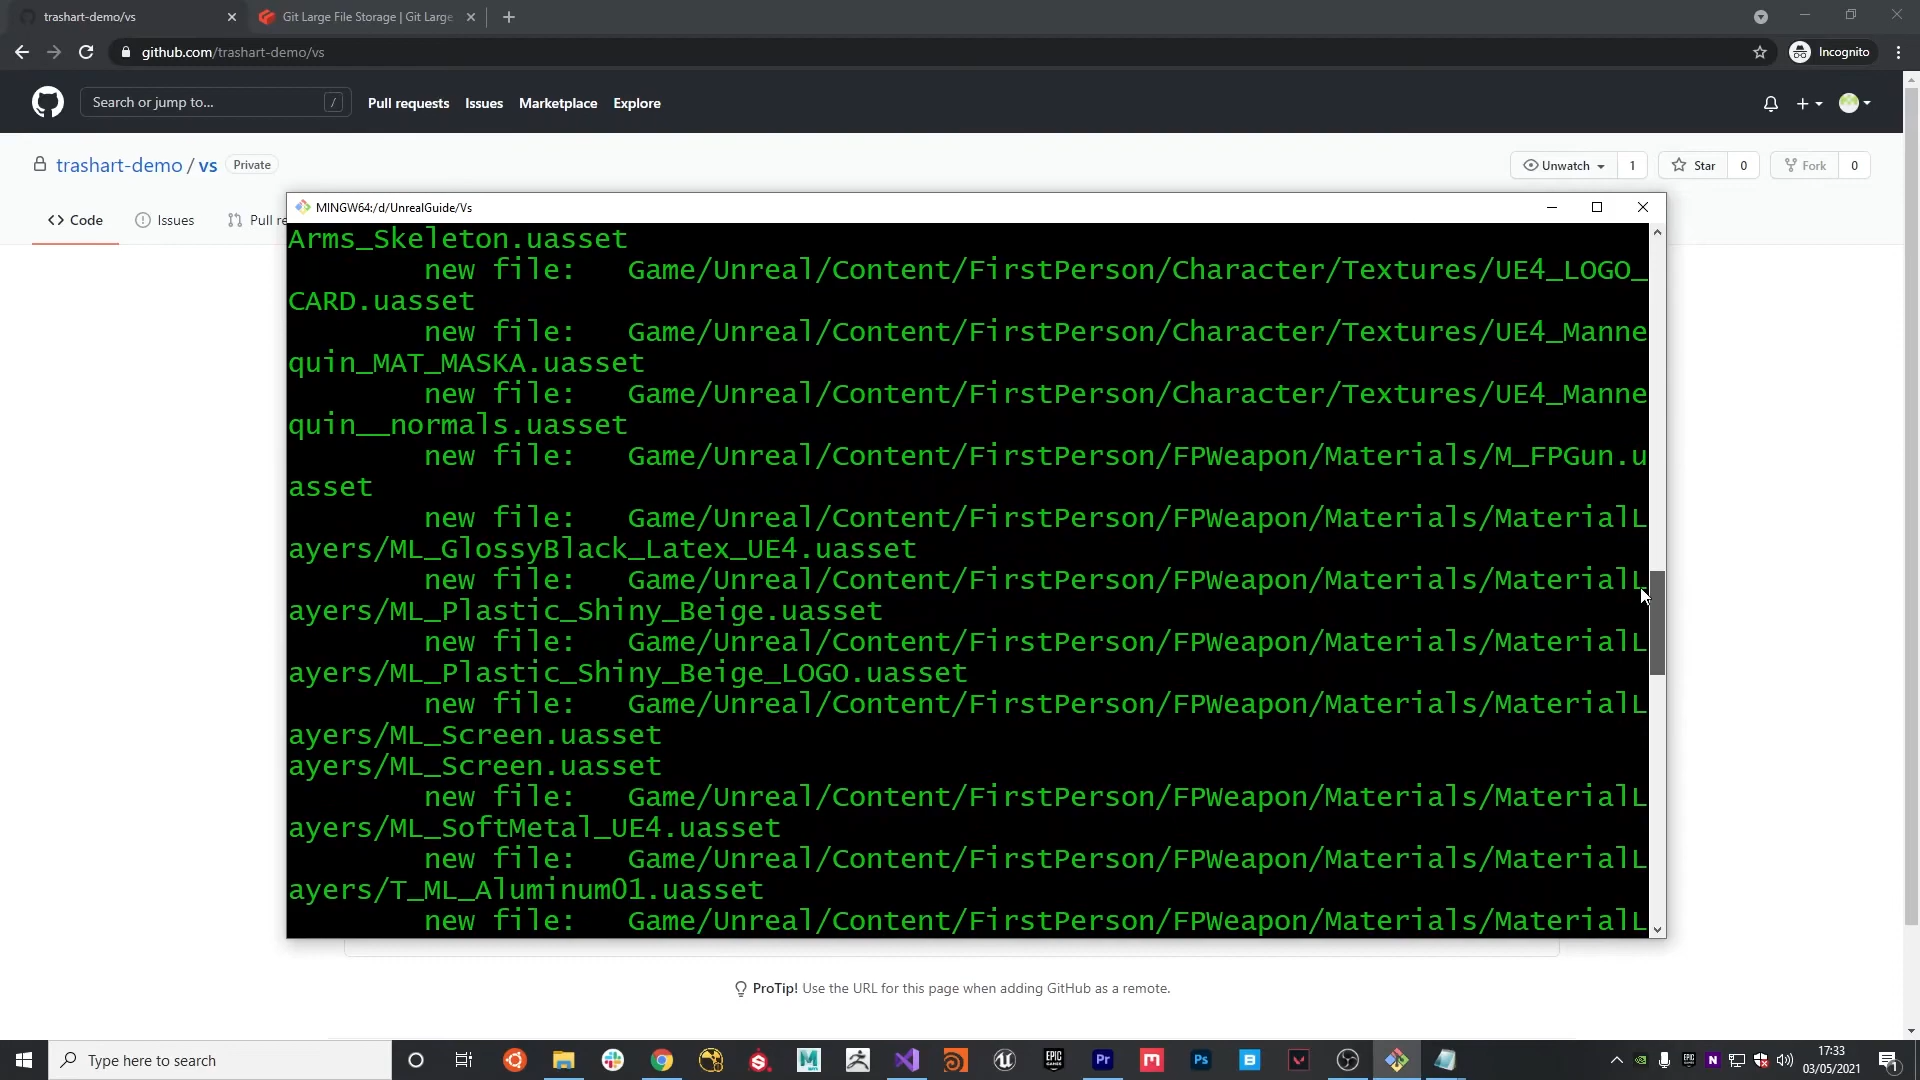 trashart-demo/vs
Git Large File Storage | Git Large
github.com/trashart-demo/vs
Incognito
Search or jump to...
/
Pull requests
Issues
Marketplace
Explore
trashart-demo / vs
Private
Unwatch
1
Star
0
Fork
0
Code
Issues
Pull re
MINGW64:/d/UnrealGuide/Vs
Arms_Skeleton.uasset
new file:   Game/Unreal/Content/FirstPerson/Character/Textures/UE4_LOGO_
CARD.uasset
new file:   Game/Unreal/Content/FirstPerson/Character/Textures/UE4_Manne
quin_MAT_MASKA.uasset
new file:   Game/Unreal/Content/FirstPerson/Character/Textures/UE4_Manne
quin__normals.uasset
new file:   Game/Unreal/Content/FirstPerson/FPWeapon/Materials/M_FPGun.u
asset
new file:   Game/Unreal/Content/FirstPerson/FPWeapon/Materials/MaterialL
ayers/ML_GlossyBlack_Latex_UE4.uasset
new file:   Game/Unreal/Content/FirstPerson/FPWeapon/Materials/MaterialL
ayers/ML_Plastic_Shiny_Beige.uasset
new file:   Game/Unreal/Content/FirstPerson/FPWeapon/Materials/MaterialL
ayers/ML_Plastic_Shiny_Beige_LOGO.uasset
new file:   Game/Unreal/Content/FirstPerson/FPWeapon/Materials/MaterialL
ayers/ML_Screen.uasset
ayers/ML_Screen.uasset
new file:   Game/Unreal/Content/FirstPerson/FPWeapon/Materials/MaterialL
ayers/ML_SoftMetal_UE4.uasset
new file:   Game/Unreal/Content/FirstPerson/FPWeapon/Materials/MaterialL
ayers/T_ML_Aluminum01.uasset
new file:   Game/Unreal/Content/FirstPerson/FPWeapon/Materials/MaterialL
ProTip! Use the URL for this page when adding GitHub as a remote.
Type here to search
17:33
03/05/2021